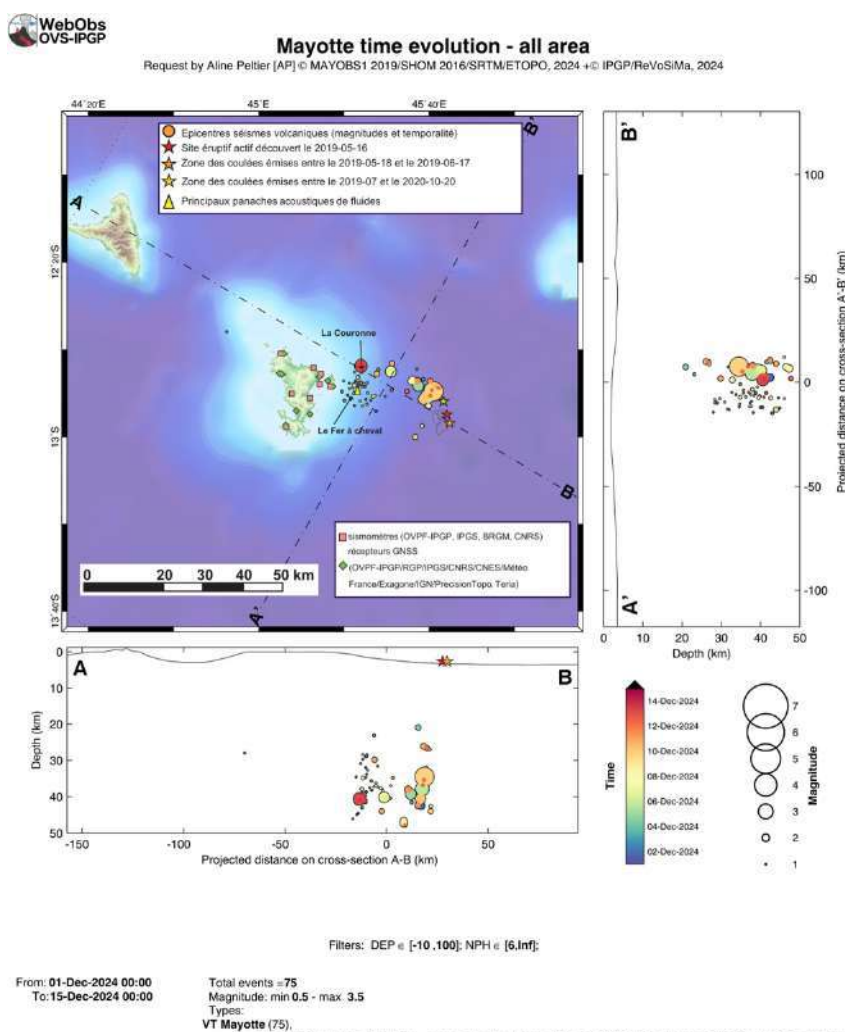 WebObs
OVS-IPGP
Mayotte time evolution - all area
Request by Aline Peltier [AP] © MAYOBS1 2019/SHOM 2016/SRTM/ETOPO, 2024 +© IPGP/ReVoSiMa, 2024
44°20'E 45°E 45°40'E
Epicentres séismes volcaniques (magnitudes et temporalité)
Site éruptif actif découvert le 2019-05-16
Zone des coulées émises entre le 2019-05-18 et le 2019-06-17
Zone des coulées émises entre le 2019-07 et le 2020-10-20
Principaux panaches acoustiques de fluides
A
B'
12°20'S
La Couronne
Le Fer à cheval
13°S
B
A'
13°40'S
sismomètres (OVPF-IPGP, IPGS, BRGM, CNRS)
récepteurs GNSS
(OVPF-IPGP/RGP/IPGS/CNRS/CNES/Météo
France/Exagone/IGN/PrecisionTopo, Teria)
0 10 20 30 40 50 km
B'
100
50
0
-50
-100
Projected distance on cross-section A'-B' (km)
A'
0 10 20 30 40 50
Depth (km)
A
B
0
10
20
30
40
50
Depth (km)
-150 -100 -50 0 50
Projected distance on cross-section A-B (km)
Time
14-Dec-2024
12-Dec-2024
10-Dec-2024
08-Dec-2024
06-Dec-2024
04-Dec-2024
02-Dec-2024
7
6
5
4
3
2
1
Magnitude
Filters: DEP ∈ [-10 ,100]; NPH ∈ [6,Inf];
From: 01-Dec-2024 00:00
To: 15-Dec-2024 00:00
Total events = 75
Magnitude: min 0.5 - max 3.5
Types:
VT Mayotte (75),